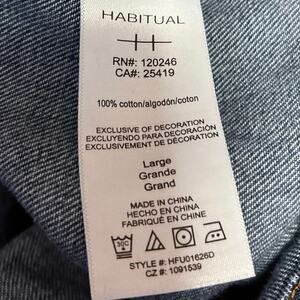 HABITUAL
RN#: 120246
CA#: 25419
100% cotton/algodón/coton
EXCLUSIVE OF DECORATION
EXCLUYENDO PARA DECORACIÓN
EXCLUSIVEMENT DE DÉCORATION
Large
Grande
Grand
MADE IN CHINA
HECHO EN CHINA
FABRIQUÉ EN CHINE
STYLE #: HFU01626D
CZ #: 1091539